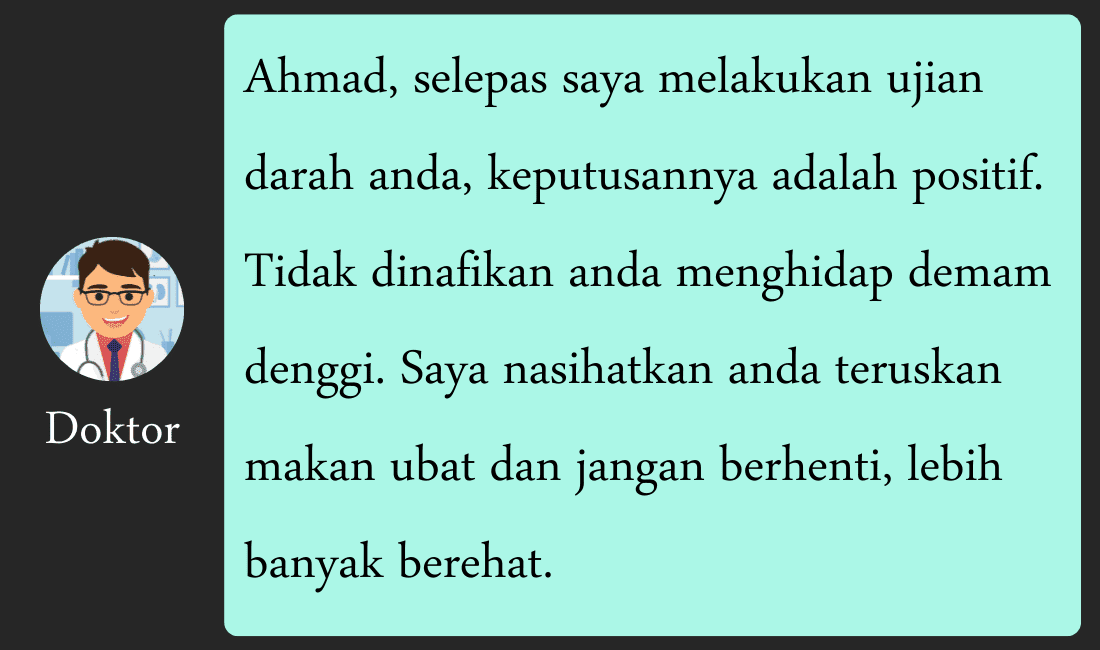 Ahmad, selepas saya melakukan ujian
darah anda, keputusannya adalah positif.
Tidak dinafikan anda menghidap demam
denggi. Saya nasihatkan anda teruskan
makan ubat dan jangan berhenti, lebih
banyak berehat.
Doktor